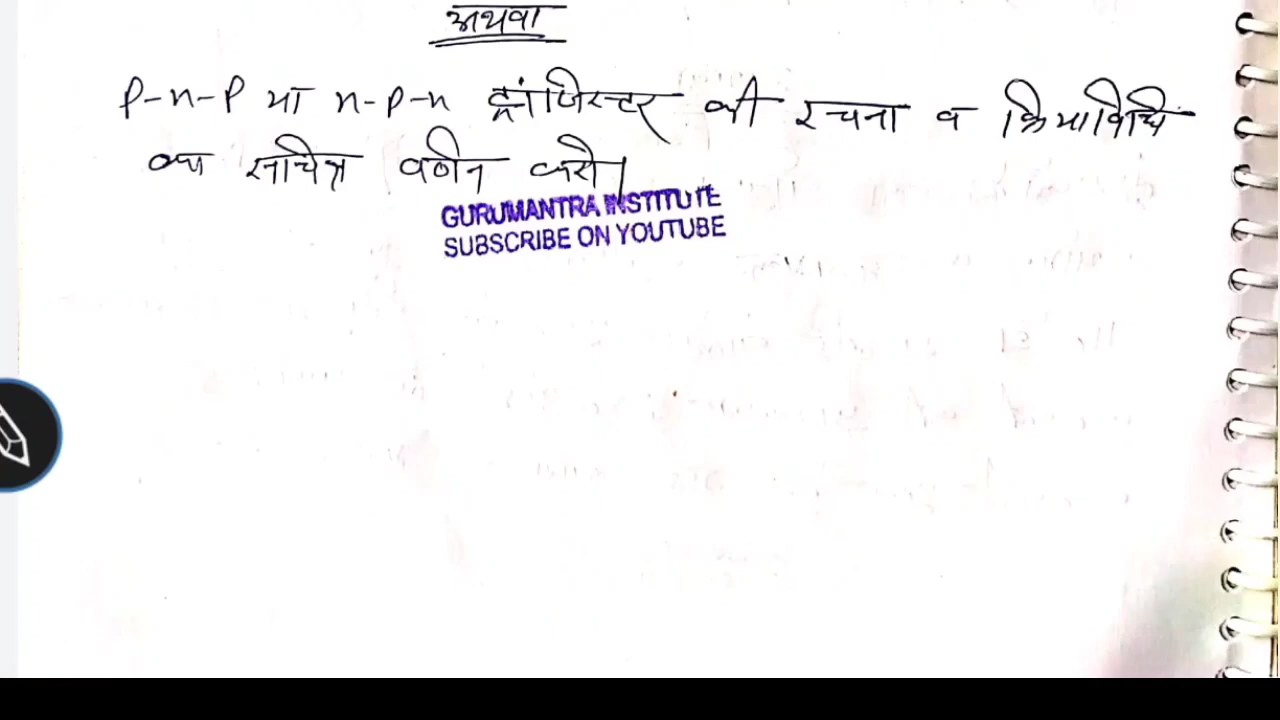 अथवा
P-n-P या n-p-n ट्रांजिस्टर की रचना व क्रियाविधि
का सचित्र वर्णन करो।
GURUMANTRA INSTITUTE
SUBSCRIBE ON YOUTUBE